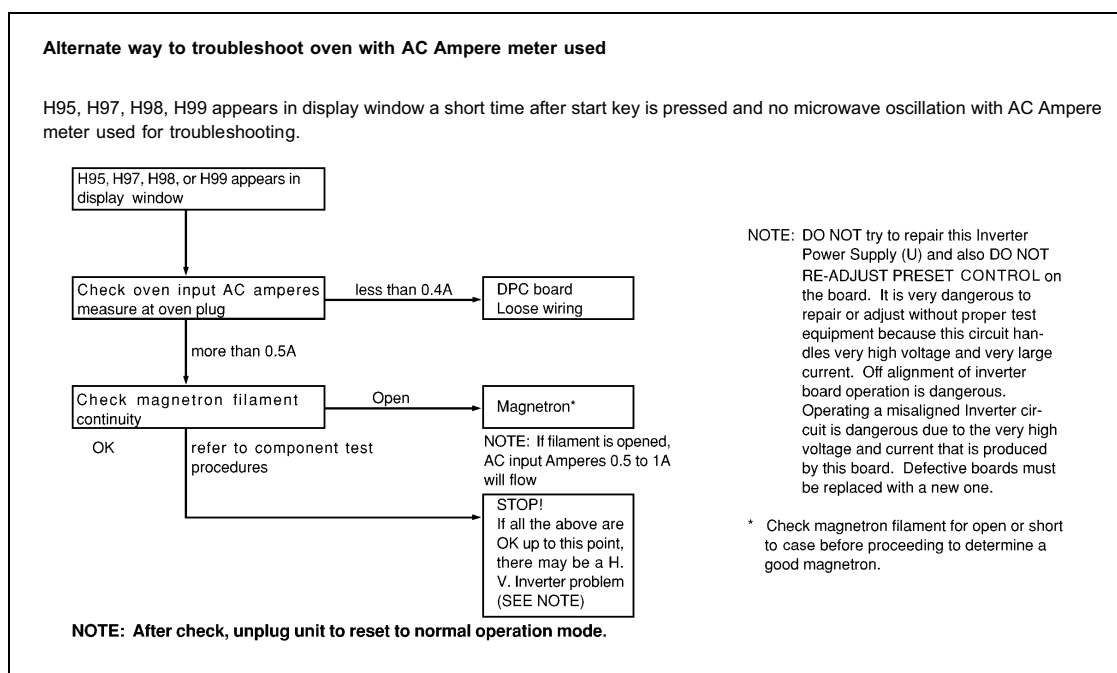 Alternate way to troubleshoot oven with AC Ampere meter used
H95, H97, H98, H99 appears in display window a short time after start key is pressed and no microwave oscillation with AC Ampere
meter used for troubleshooting.
H95, H97, H98, or H99 appears in
display window
Check oven input AC amperes
measure at oven plug
less than 0.4A
DPC board
Loose wiring
more than 0.5A
Check magnetron filament
continuity
Open
Magnetron*
OK
refer to component test
procedures
NOTE: If filament is opened,
AC input Amperes 0.5 to 1A
will flow
STOP!
If all the above are
OK up to this point,
there may be a H.
V. Inverter problem
(SEE NOTE)
NOTE: DO NOT try to repair this Inverter
Power Supply (U) and also DO NOT
RE-ADJUST PRESET CONTROL on
the board. It is very dangerous to
repair or adjust without proper test
equipment because this circuit han-
dles very high voltage and very large
current. Off alignment of inverter
board operation is dangerous.
Operating a misaligned Inverter cir-
cuit is dangerous due to the very high
voltage and current that is produced
by this board. Defective boards must
be replaced with a new one.
* Check magnetron filament for open or short
to case before proceeding to determine a
good magnetron.
NOTE: After check, unplug unit to reset to normal operation mode.